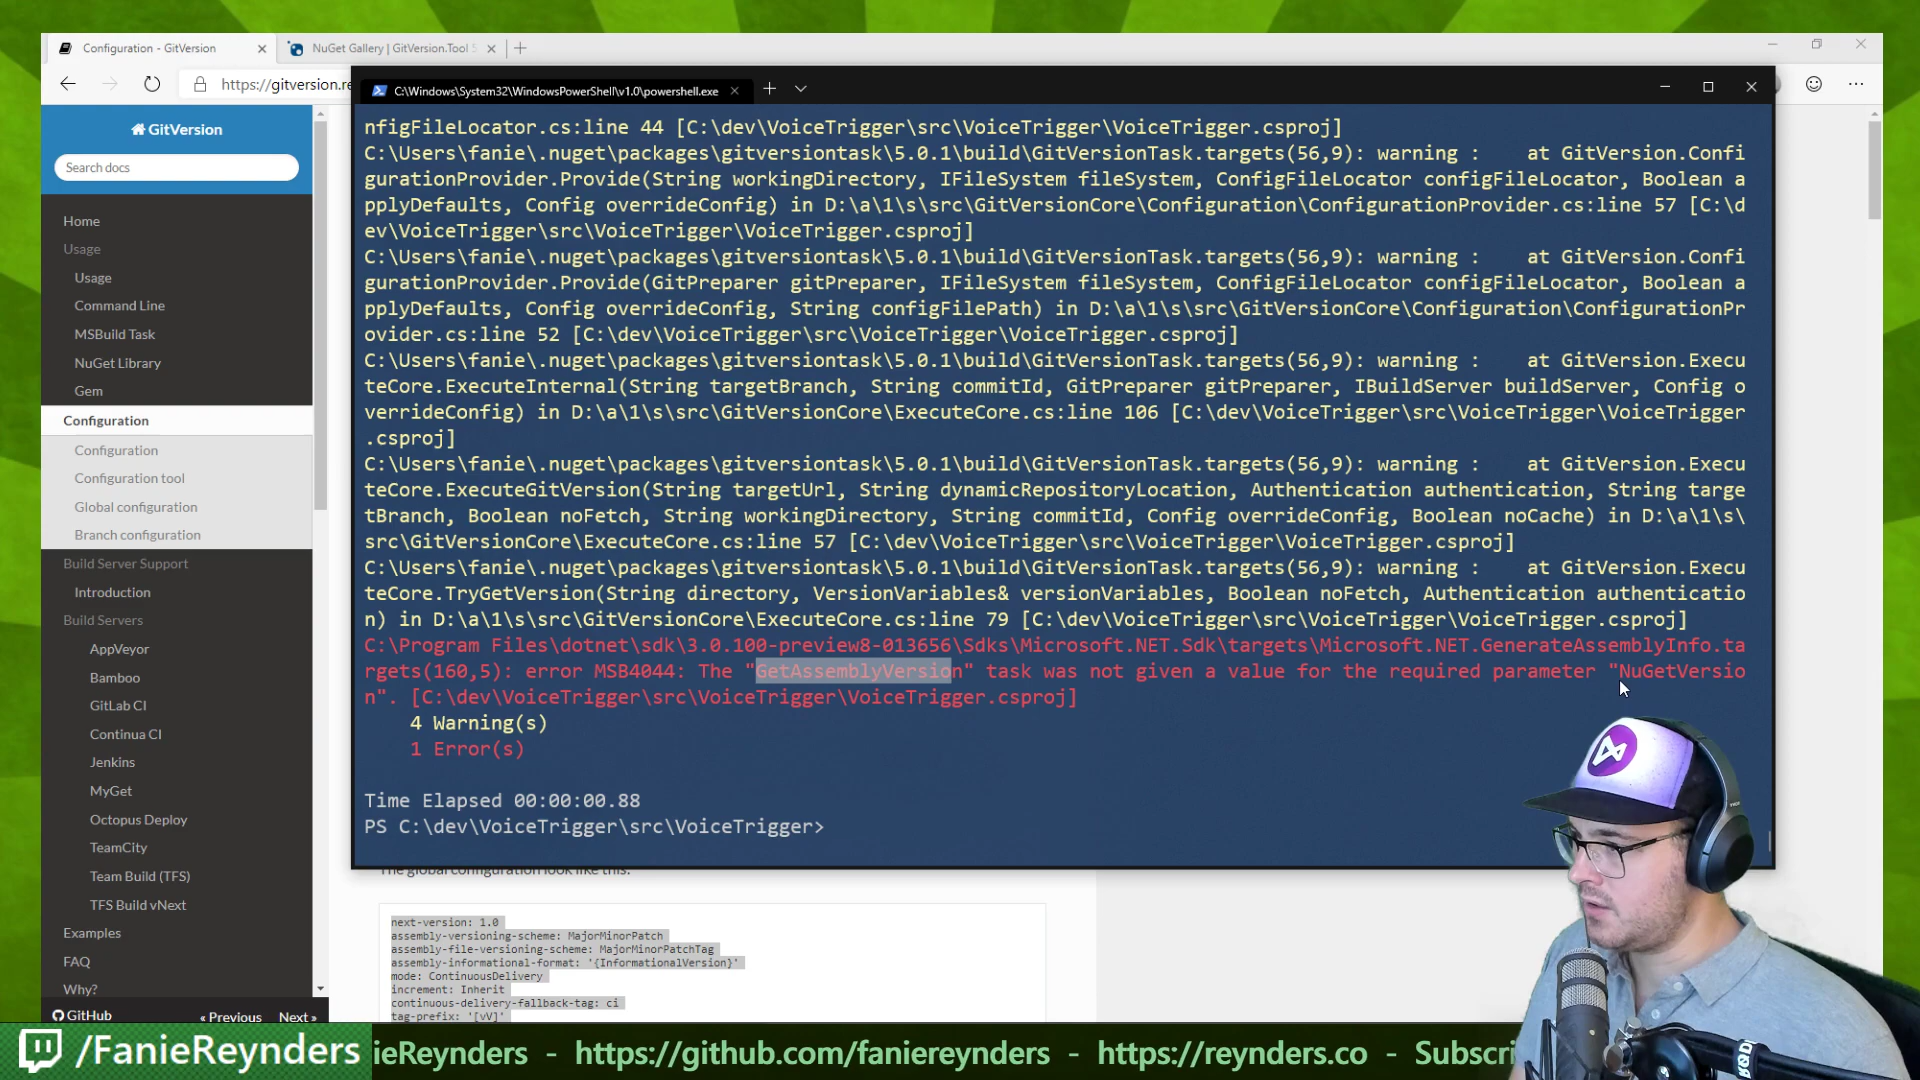 Configuration - GitVersion
NuGet Gallery | GitVersion.Tool
https://gitversion.re
C:\Windows\System32\WindowsPowerShell\v1.0\powershell.exe
GitVersion
Search docs
Home
Usage
Usage
Command Line
MSBuild Task
NuGet Library
Gem
Configuration
Configuration
Configuration tool
Global configuration
Branch configuration
Build Server Support
Introduction
Build Servers
AppVeyor
Bamboo
GitLab CI
Continua CI
Jenkins
MyGet
Octopus Deploy
TeamCity
Team Build (TFS)
TFS Build vNext
Examples
FAQ
Why?
GitHub
« Previous
Next »
nfigFileLocator.cs:line 44 [C:\dev\VoiceTrigger\src\VoiceTrigger\VoiceTrigger.csproj]
C:\Users\fanie\.nuget\packages\gitversiontask\5.0.1\build\GitVersionTask.targets(56,9): warning :    at GitVersion.Confi
gurationProvider.Provide(String workingDirectory, IFileSystem fileSystem, ConfigFileLocator configFileLocator, Boolean a
pplyDefaults, Config overrideConfig) in D:\a\1\s\src\GitVersionCore\Configuration\ConfigurationProvider.cs:line 57 [C:\d
ev\VoiceTrigger\src\VoiceTrigger\VoiceTrigger.csproj]
C:\Users\fanie\.nuget\packages\gitversiontask\5.0.1\build\GitVersionTask.targets(56,9): warning :    at GitVersion.Confi
gurationProvider.Provide(GitPreparer gitPreparer, IFileSystem fileSystem, ConfigFileLocator configFileLocator, Boolean a
pplyDefaults, Config overrideConfig, String configFilePath) in D:\a\1\s\src\GitVersionCore\Configuration\ConfigurationPr
ovider.cs:line 52 [C:\dev\VoiceTrigger\src\VoiceTrigger\VoiceTrigger.csproj]
C:\Users\fanie\.nuget\packages\gitversiontask\5.0.1\build\GitVersionTask.targets(56,9): warning :    at GitVersion.Execu
teCore.ExecuteInternal(String targetBranch, String commitId, GitPreparer gitPreparer, IBuildServer buildServer, Config o
verrideConfig) in D:\a\1\s\src\GitVersionCore\ExecuteCore.cs:line 106 [C:\dev\VoiceTrigger\src\VoiceTrigger\VoiceTrigger
.csproj]
C:\Users\fanie\.nuget\packages\gitversiontask\5.0.1\build\GitVersionTask.targets(56,9): warning :    at GitVersion.Execu
teCore.ExecuteGitVersion(String targetUrl, String dynamicRepositoryLocation, Authentication authentication, String targe
tBranch, Boolean noFetch, String workingDirectory, String commitId, Config overrideConfig, Boolean noCache) in D:\a\1\s\
src\GitVersionCore\ExecuteCore.cs:line 57 [C:\dev\VoiceTrigger\src\VoiceTrigger\VoiceTrigger.csproj]
C:\Users\fanie\.nuget\packages\gitversiontask\5.0.1\build\GitVersionTask.targets(56,9): warning :    at GitVersion.Execu
teCore.TryGetVersion(String directory, VersionVariables& versionVariables, Boolean noFetch, Authentication authenticatio
n) in D:\a\1\s\src\GitVersionCore\ExecuteCore.cs:line 79 [C:\dev\VoiceTrigger\src\VoiceTrigger\VoiceTrigger.csproj]
C:\Program Files\dotnet\sdk\3.0.100-preview8-013656\Sdks\Microsoft.NET.Sdk\targets\Microsoft.NET.GenerateAssemblyInfo.ta
rgets(160,5): error MSB4044: The "GetAssemblyVersion" task was not given a value for the required parameter "NuGetVersio
n". [C:\dev\VoiceTrigger\src\VoiceTrigger\VoiceTrigger.csproj]
4 Warning(s)
1 Error(s)
Time Elapsed 00:00:00.88
PS C:\dev\VoiceTrigger\src\VoiceTrigger>
The global configuration look like this:
next-version: 1.0
assembly-versioning-scheme: MajorMinorPatch
assembly-file-versioning-scheme: MajorMinorPatchTag
assembly-informational-format: '{InformationalVersion}'
mode: ContinuousDelivery
increment: Inherit
continuous-delivery-fallback-tag: ci
tag-prefix: '[vV]'
/FanieReynders
ieReynders - https://github.com/faniereynders - https://reynders.co - Subscri